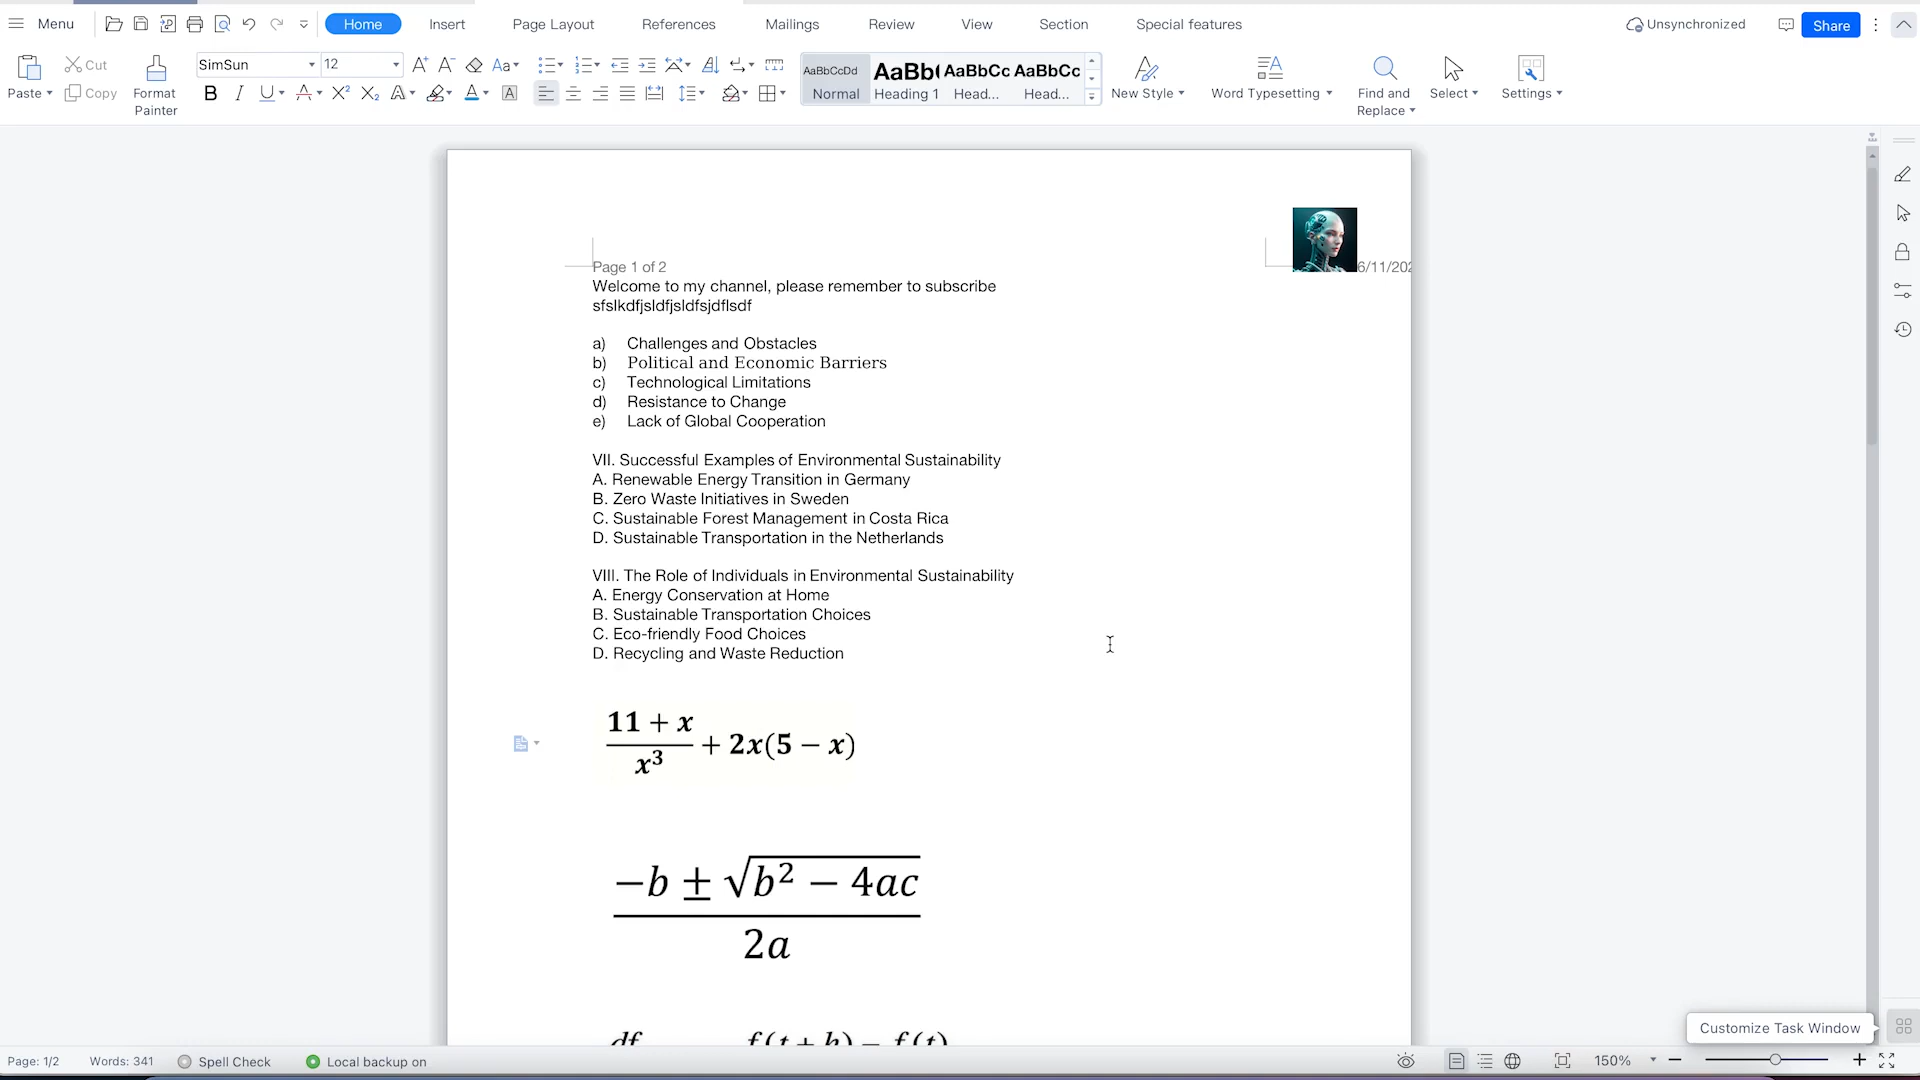 Menu Home Insert Page Layout References Mailings Review View Section Special features Unsynchronized Share
SimSun 12
Cut
Copy
Paste Format Painter
AaBbCcDd AaBb( AaBbCc AaBbCc
Normal Heading 1 Head... Head...
New Style Word Typesetting Find and Replace Select Settings
Page 1 of 2 6/11/202
Welcome to my channel, please remember to subscribe
sfslkdfjsldfjsldfsjdflsdf
a) Challenges and Obstacles
b) Political and Economic Barriers
c) Technological Limitations
d) Resistance to Change
e) Lack of Global Cooperation
VII. Successful Examples of Environmental Sustainability
A. Renewable Energy Transition in Germany
B. Zero Waste Initiatives in Sweden
C. Sustainable Forest Management in Costa Rica
D. Sustainable Transportation in the Netherlands
VIII. The Role of Individuals in Environmental Sustainability
A. Energy Conservation at Home
B. Sustainable Transportation Choices
C. Eco-friendly Food Choices
D. Recycling and Waste Reduction
11 + x
x³ + 2x(5 − x)
−b ± √b² − 4ac
2a
df f(t + h) − f(t)
Customize Task Window
Page: 1/2 Words: 341 Spell Check Local backup on 150%